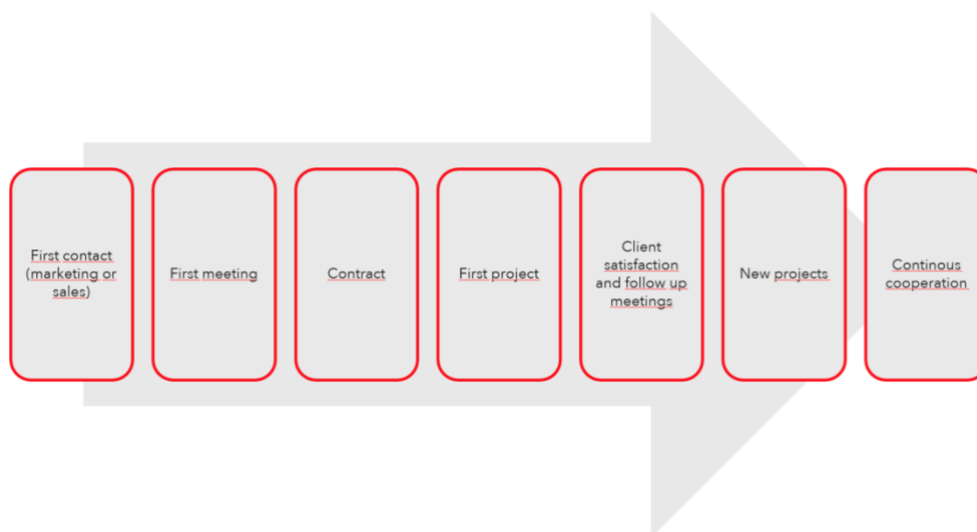 First contact
(marketing or
sales)
First meeting
Contract
First project
Client
satisfaction
and follow up
meetings
New projects
Continous
cooperation